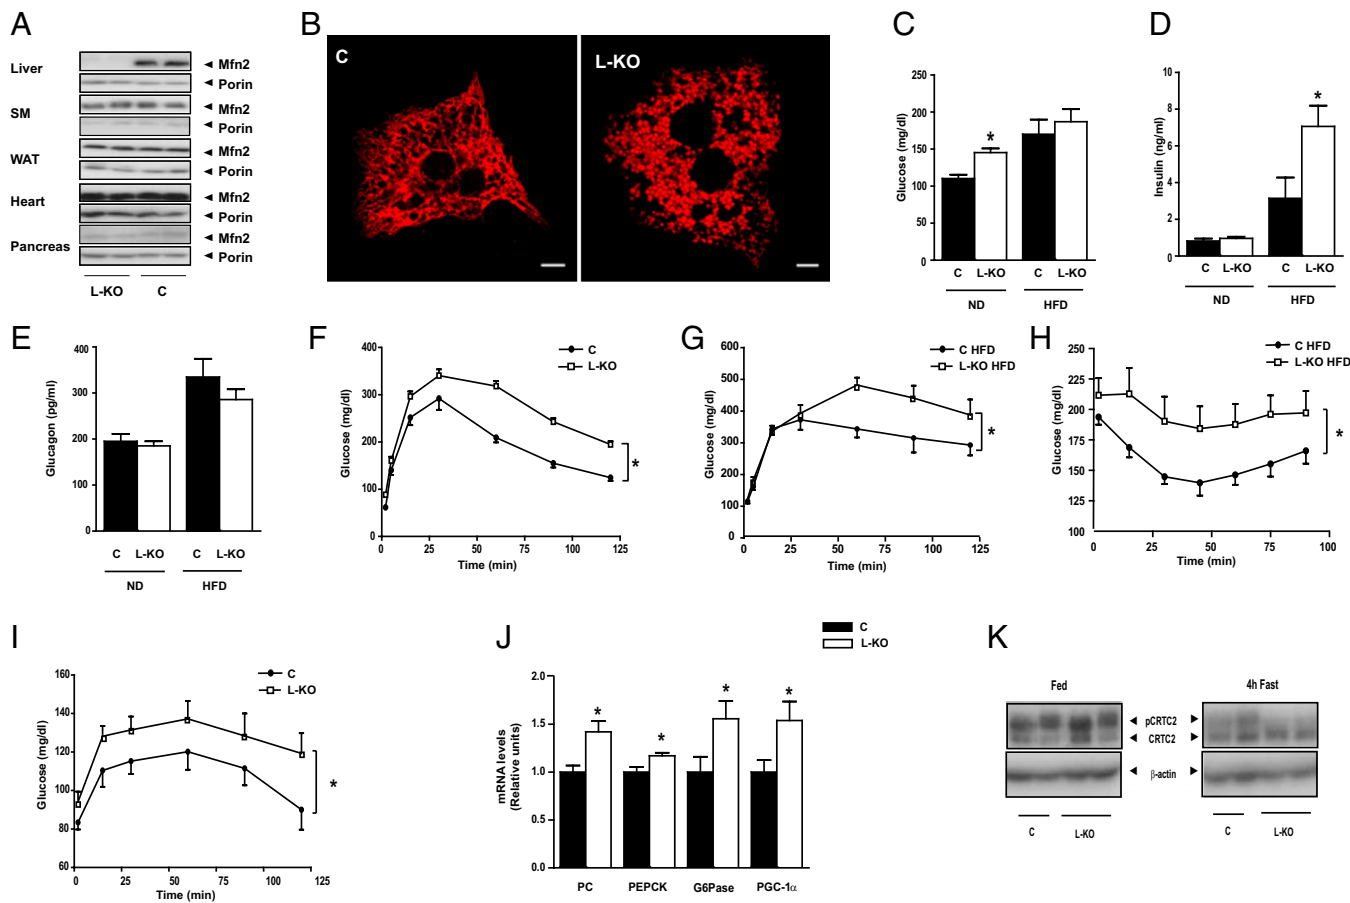 A
Liver
SM
WAT
Heart
Pancreas
◄ Mfn2
◄ Porin
◄ Mfn2
◄ Porin
◄ Mfn2
◄ Porin
◄ Mfn2
◄ Porin
◄ Mfn2
◄ Porin
L-KO C
B
C
L-KO
C
Glucose (mg/dl)
250
200
150
100
50
0
*
C L-KO C L-KO
ND HFD
D
Insulin (ng/ml)
10
8
6
4
2
0
*
C L-KO C L-KO
ND HFD
E
Glucagon (pg/ml)
400
300
200
100
0
C L-KO C L-KO
ND HFD
F
C
L-KO
Glucose (mg/dl)
400
300
200
100
0
*
0 25 50 75 100 125
Time (min)
G
C HFD
L-KO HFD
Glucose (mg/dl)
600
500
400
300
200
100
0
*
0 25 50 75 100 125
Time (min)
H
C HFD
L-KO HFD
Glucose (mg/dl)
250
225
200
175
150
125
100
*
0 25 50 75 100
Time (min)
I
C
L-KO
Glucose (mg/dl)
160
140
120
100
80
60
*
0 25 50 75 100 125
Time (min)
J
C
L-KO
mRNA levels
(Relative units)
2.0
1.5
1.0
0.5
0.0
* * * *
PC PEPCK G6Pase PGC-1α
K
Fed 4h Fast
◄ pCRTC2 ►
◄ CRTC2 ►
◄ β-actin ►
C L-KO C L-KO